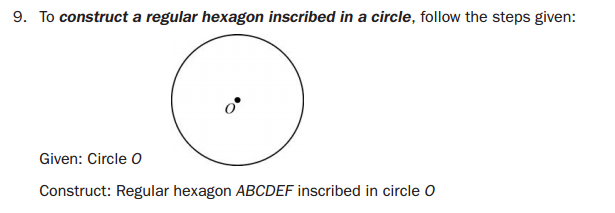 9. To construct a regular hexagon inscribed in a circle, follow the steps given:
O
Given: Circle O
Construct: Regular hexagon ABCDEF inscribed in circle O